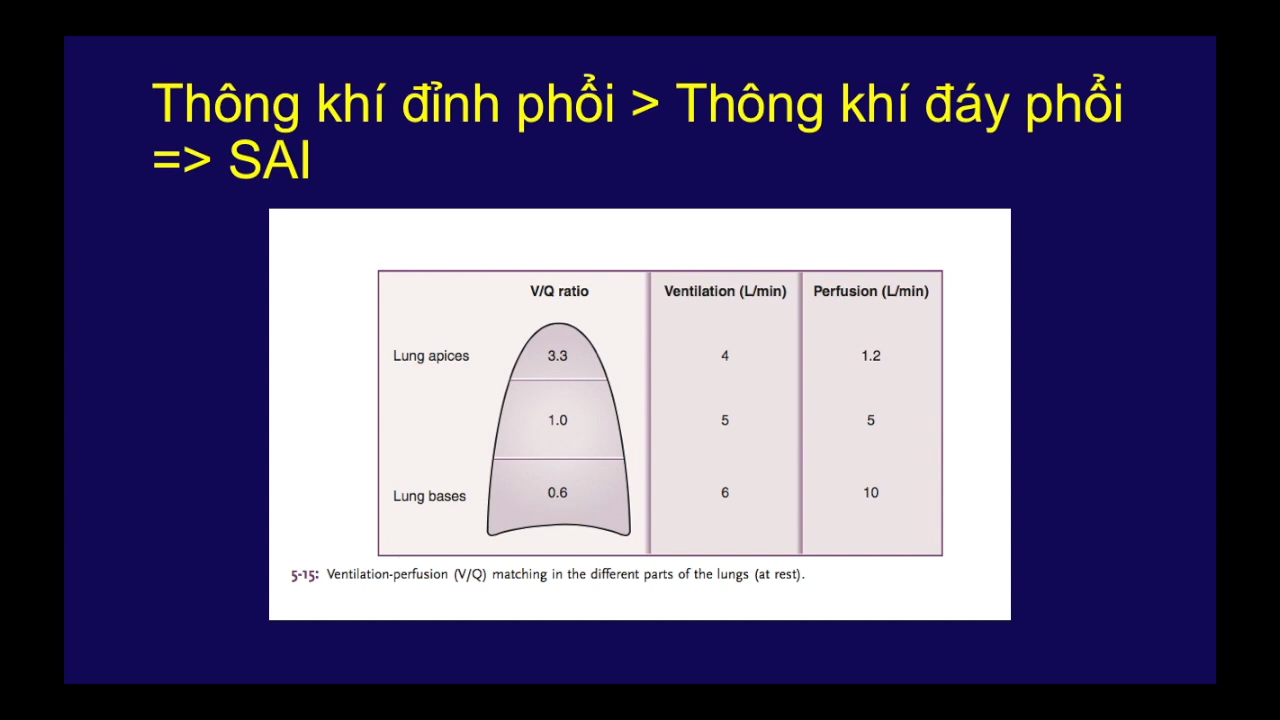 Thông khí đỉnh phổi > Thông khí đáy phổi
=> SAI
V/Q ratio Ventilation (L/min) Perfusion (L/min)
Lung apices 3.3 4 1.2
1.0 5 5
Lung bases 0.6 6 10
5-15: Ventilation-perfusion (V/Q) matching in the different parts of the lungs (at rest).